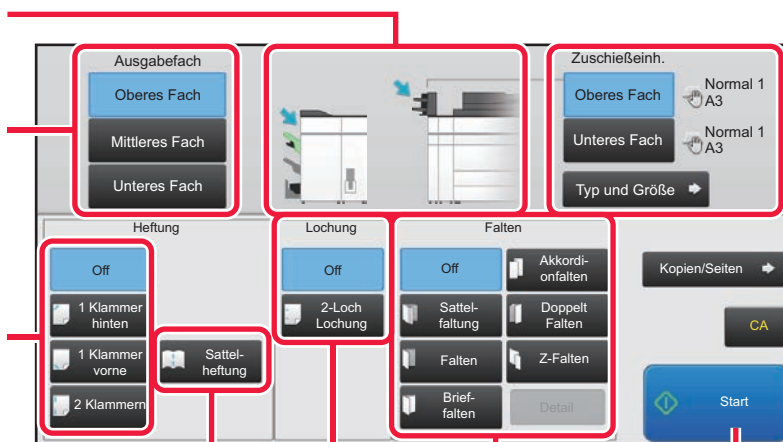 Ausgabefach
Oberes Fach
Mittleres Fach
Unteres Fach
Zuschießeinh.
Oberes Fach
Normal 1
A3
Unteres Fach
Normal 1
A3
Typ und Größe
Heftung
Off
1 Klammer
hinten
1 Klammer
vorne
2 Klammern
Sattel-
heftung
Lochung
Off
2-Loch
Lochung
Falten
Off
Sattel-
faltung
Falten
Brief-
falten
Akkordi-
onfalten
Doppelt
Falten
Z-Falten
Detail
Kopien/Seiten
CA
Start